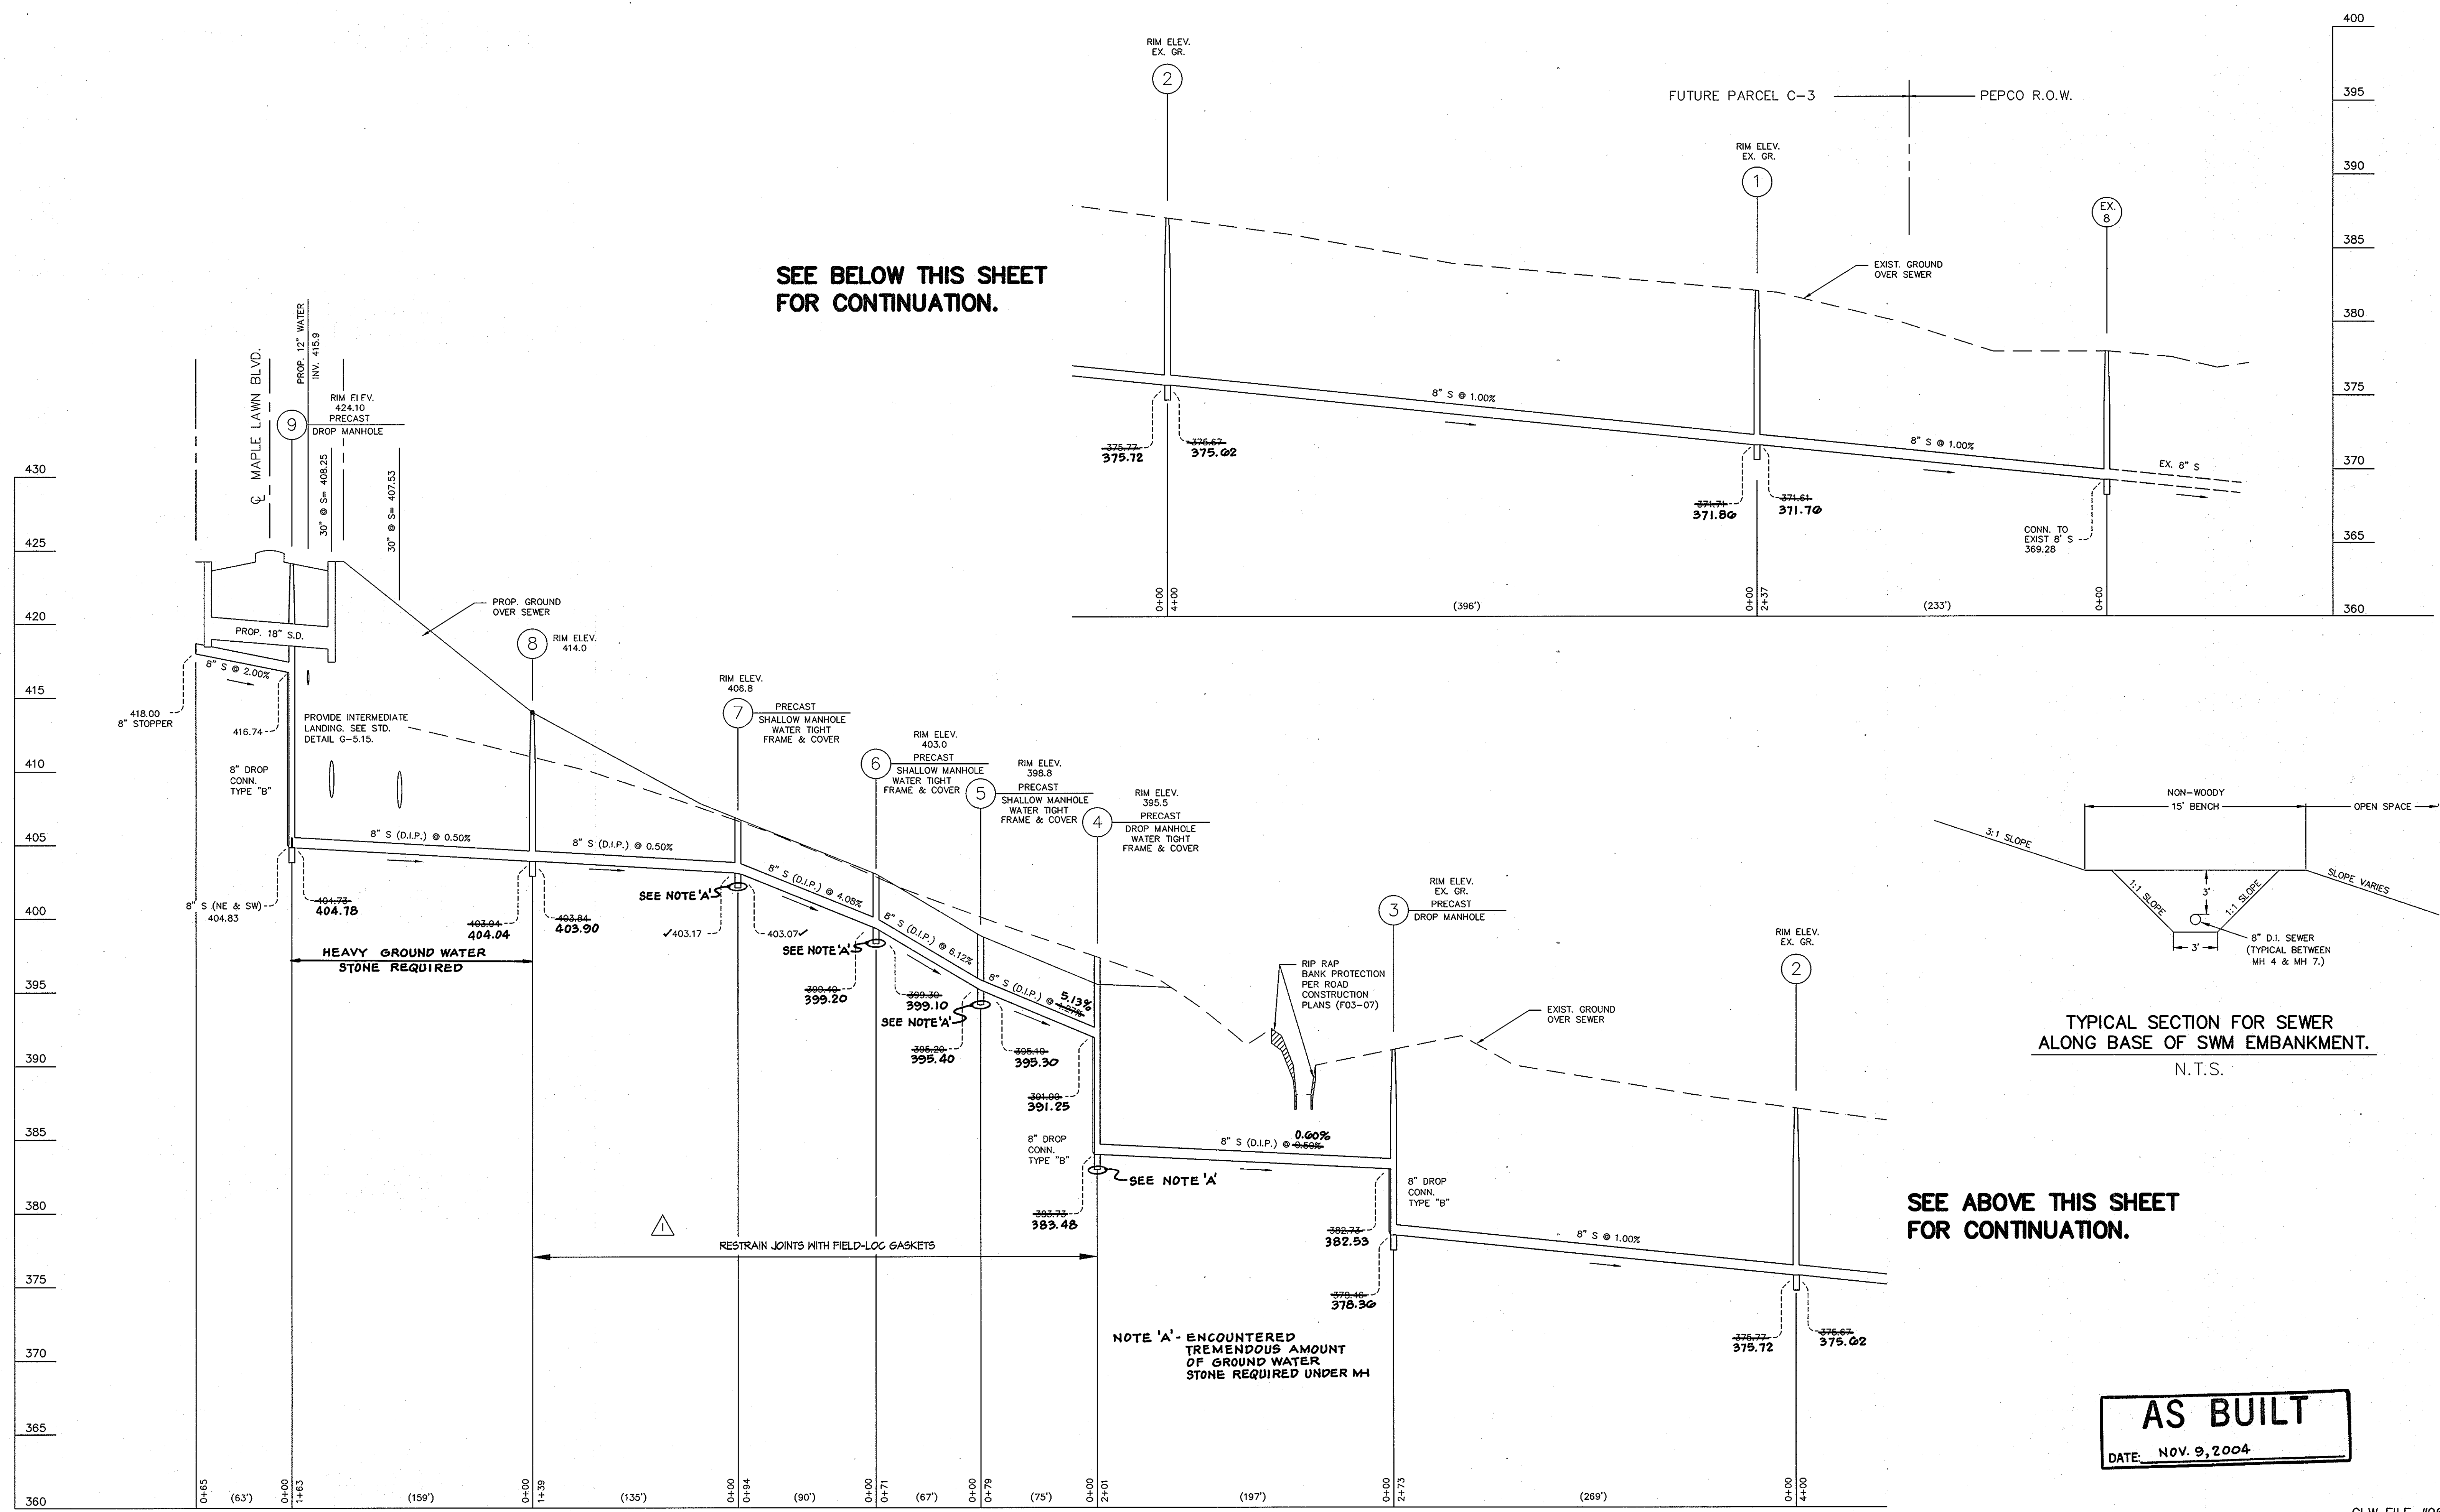 400
395
390
385
380
375
370
365
360
RIM ELEV.
EX. GR.
2
FUTURE PARCEL C-3
PEPCO R.O.W.
RIM ELEV.
EX. GR.
1
EX.
8
EXIST. GROUND
OVER SEWER
SEE BELOW THIS SHEET
FOR CONTINUATION.
8" S @ 1.00%
8" S @ 1.00%
EX. 8" S
375.77
375.72
375.67
375.62
371.71
371.86
371.61
371.76
CONN. TO
EXIST 8' S
369.28
0+00
4+00
(396')
0+00
2+37
(233')
0+00
430
425
420
415
410
405
400
395
390
385
380
375
370
365
360
℄ MAPLE LAWN BLVD.
PROP. 12" WATER
INV. 415.9
RIM ELEV.
424.10
9
PRECAST
DROP MANHOLE
30" @ S= 408.25
30" @ S= 407.53
PROP. GROUND
OVER SEWER
PROP. 18" S.D.
8" S @ 2.00%
418.00
8" STOPPER
416.74
PROVIDE INTERMEDIATE
LANDING. SEE STD.
DETAIL G-5.15.
8" DROP
CONN.
TYPE "B"
8
RIM ELEV.
414.0
RIM ELEV.
406.8
7
PRECAST
SHALLOW MANHOLE
WATER TIGHT
FRAME & COVER
RIM ELEV.
403.0
6
PRECAST
SHALLOW MANHOLE
WATER TIGHT
FRAME & COVER
RIM ELEV.
398.8
5
PRECAST
SHALLOW MANHOLE
WATER TIGHT
FRAME & COVER
RIM ELEV.
395.5
4
PRECAST
DROP MANHOLE
WATER TIGHT
FRAME & COVER
8" S (D.I.P.) @ 0.50%
8" S (D.I.P.) @ 0.50%
8" S (D.I.P.) @ 4.08%
8" S (D.I.P.) @ 6.12%
8" S (D.I.P.) @ 4.27%
5.13%
8" S (NE & SW)
404.83
404.73
404.78
403.94
404.04
403.84
403.90
HEAVY GROUND WATER
STONE REQUIRED
SEE NOTE 'A'
✓403.17
403.07✓
SEE NOTE 'A'
399.40
399.20
399.30
399.10
SEE NOTE 'A'
395.20
395.40
395.10
395.30
391.90
391.25
8" DROP
CONN.
TYPE "B"
383.73
383.48
SEE NOTE 'A'
8" S (D.I.P.) @ 0.50%
0.60%
RIP RAP
BANK PROTECTION
PER ROAD
CONSTRUCTION
PLANS (F03-07)
RIM ELEV.
EX. GR.
3
PRECAST
DROP MANHOLE
EXIST. GROUND
OVER SEWER
RIM ELEV.
EX. GR.
2
8" DROP
CONN.
TYPE "B"
382.73
382.53
378.46
378.36
8" S @ 1.00%
375.77
375.72
375.67
375.62
1
RESTRAIN JOINTS WITH FIELD-LOC GASKETS
NOTE 'A'- ENCOUNTERED
TREMENDOUS AMOUNT
OF GROUND WATER
STONE REQUIRED UNDER MH
0+65
(63')
0+00
1+63
(159')
0+00
1+39
(135')
0+00
0+94
(90')
0+00
0+71
(67')
0+00
0+79
(75')
0+00
2+01
(197')
0+00
2+73
(269')
0+00
4+00
NON-WOODY
15' BENCH
OPEN SPACE
3:1 SLOPE
1:1 SLOPE
3'
1:1 SLOPE
SLOPE VARIES
3'
8" D.I. SEWER
(TYPICAL BETWEEN
MH 4 & MH 7.)
TYPICAL SECTION FOR SEWER
ALONG BASE OF SWM EMBANKMENT.
N.T.S.
SEE ABOVE THIS SHEET
FOR CONTINUATION.
AS BUILT
DATE: NOV. 9, 2004